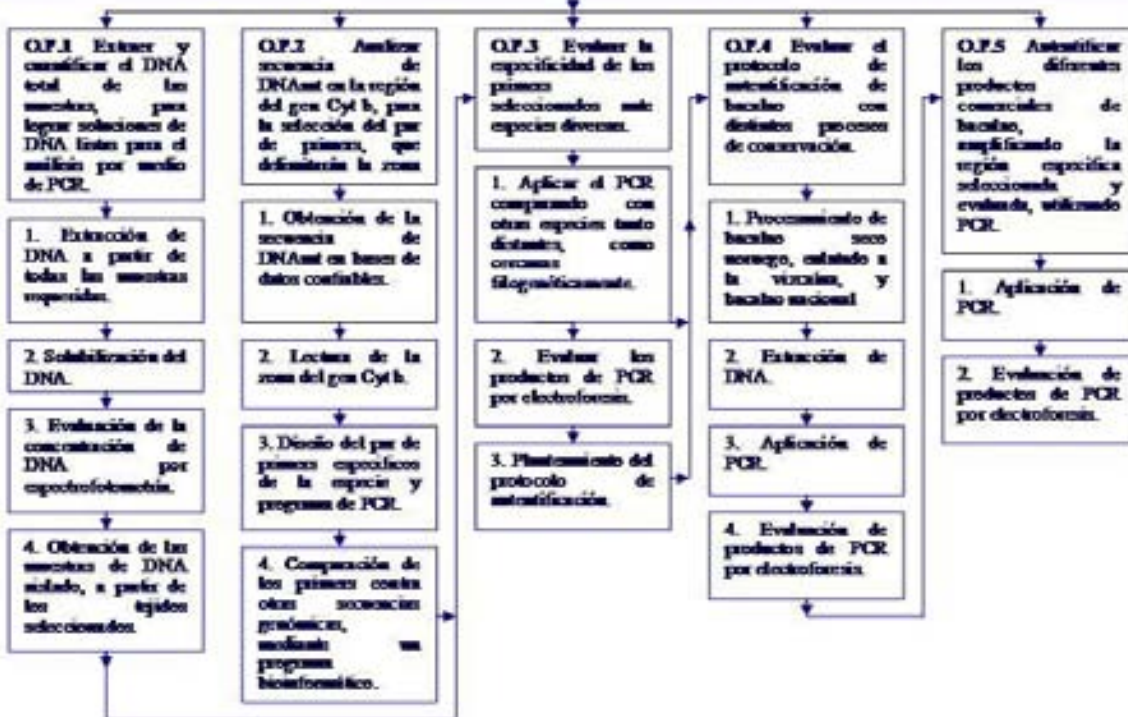 O.P.1 Extraer y
cuantificar el DNA
total de las
muestras, para
lograr soluciones de
DNA listas para el
análisis por medio
de PCR.
1. Extracción de
DNA a partir de
todas las muestras
requeridas.
2. Solubilización del
DNA.
3. Evaluación de la
concentración de
DNA por
espectrofotometría.
4. Obtención de las
muestras de DNA
aislado, a partir de
los tejidos
seleccionados.
O.P.2 Analizar
secuencia de
DNAmt en la región
del gen Cyt b, para
la selección del par
de primers, que
delimitarán la zona
1. Obtención de la
secuencia de
DNAmt en bases de
datos confiables.
2. Lectura de la
zona del gen Cyt b.
3. Diseño del par de
primers específicos
de la especie y
programa de PCR.
4. Comparación de
los primers contra
otras secuencias
genómicas,
mediante un
programa
bioinformático.
O.P.3 Evaluar la
especificidad de los
primers
seleccionados ante
especies diversas.
1. Aplicar el PCR
comparando con
otras especies tanto
distantes, como
cercanas
filogenéticamente.
2. Evaluar los
productos de PCR
por electroforesis.
3. Planteamiento del
protocolo de
autentificación.
O.P.4 Evaluar el
protocolo de
autentificación de
bacalao con
distintos procesos
de conservación.
1. Procesamiento de
bacalao seco
noruego, enlatado a
la vizcaína, y
bacalao nacional
2. Extracción de
DNA.
3. Aplicación de
PCR.
4. Evaluación de
productos de PCR
por electroforesis
O.P.5 Autentificar
los diferentes
productos
comerciales de
bacalao,
amplificando la
región específica
seleccionada y
evaluada, utilizando
PCR.
1. Aplicación de
PCR.
2. Evaluación de
productos de PCR
por electroforesis.